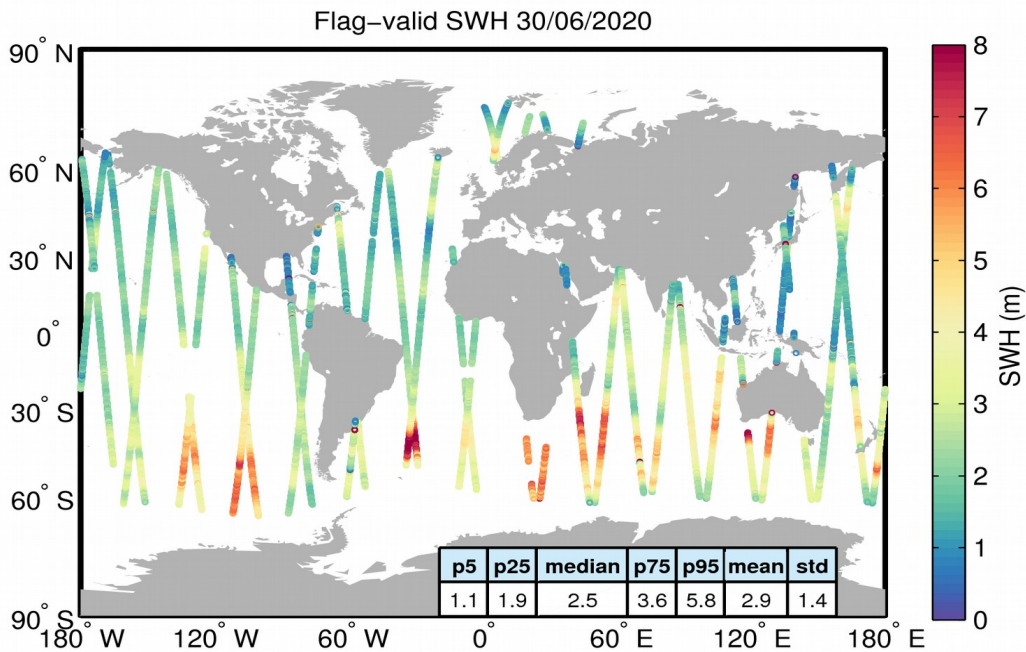 Flag−valid SWH 30/06/2020
90° N
60° N
30° N
0°
30° S
60° S
90° S
180° W
120° W
60° W
0°
60° E
120° E
180° E
p5 p25 median p75 p95 mean std
1.1 1.9 2.5 3.6 5.8 2.9 1.4
8
7
6
5
4
3
2
1
0
SWH (m)